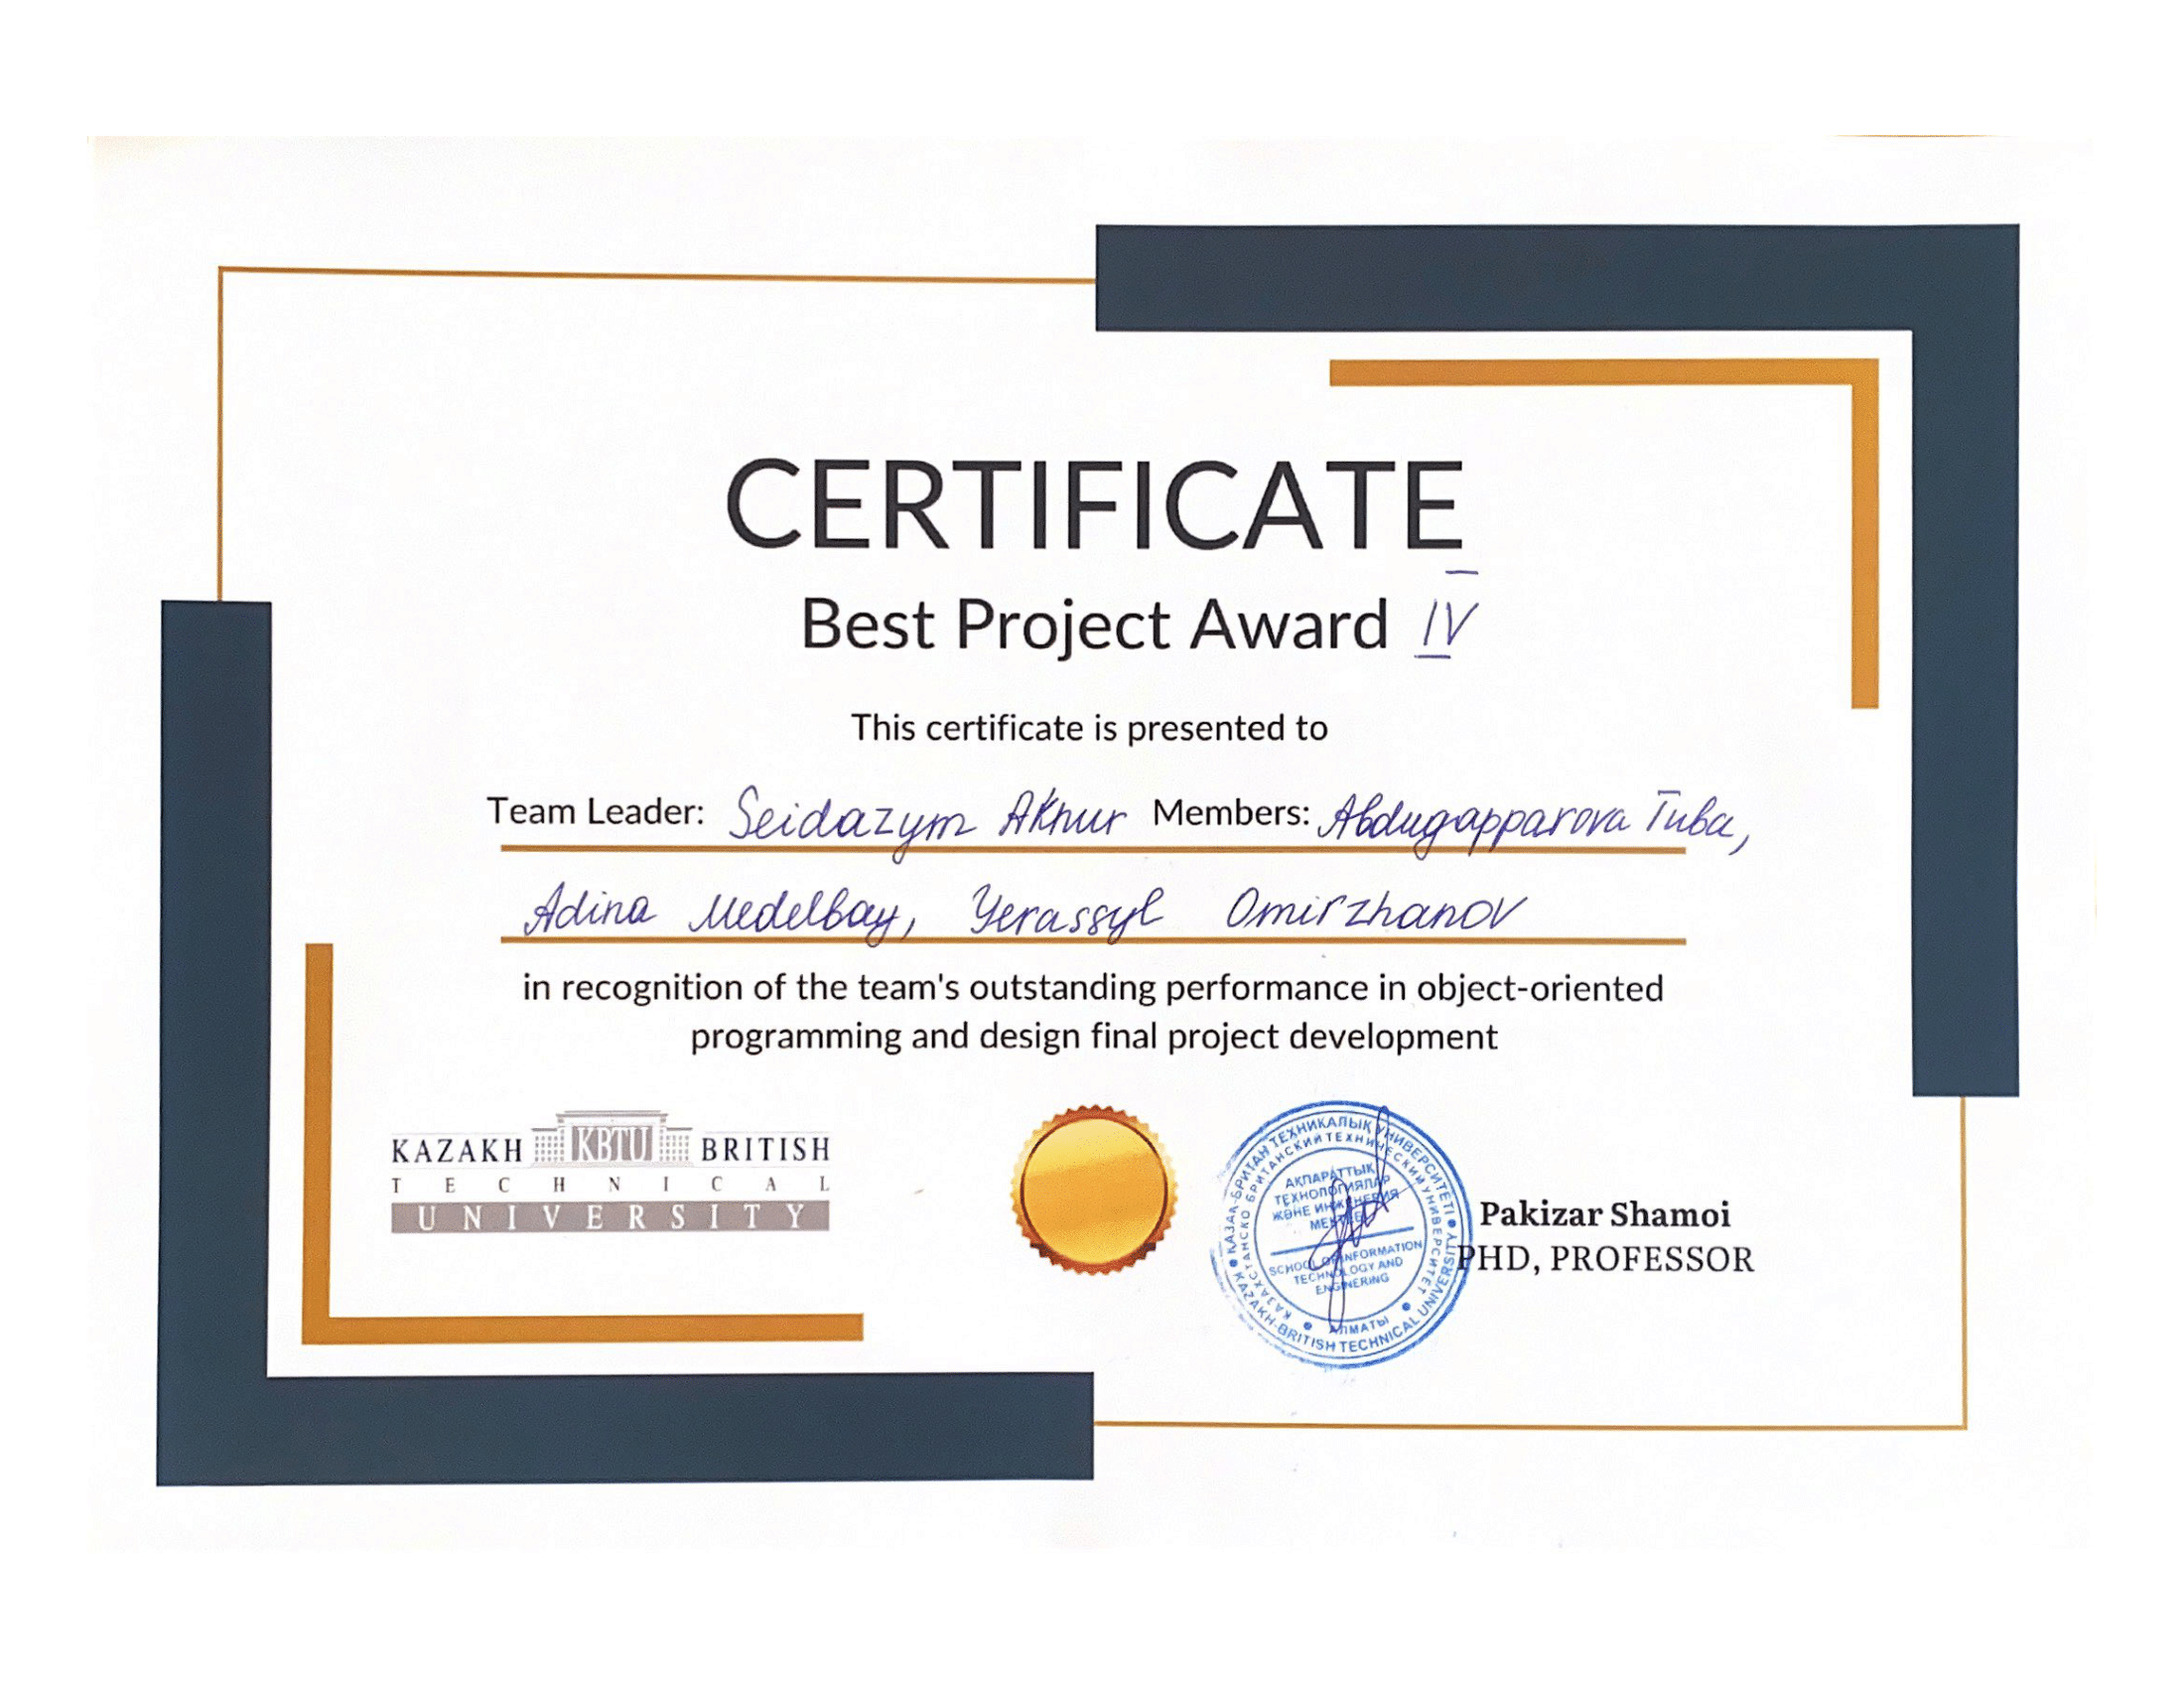 CERTIFICATE
Best Project Award IV
This certificate is presented to
Team Leader: Seidazym Aknur Members: Abdugapparova Tuba,
Adina Medelbay, Yerassyl Omirzhanov
in recognition of the team's outstanding performance in object-oriented
programming and design final project development
KAZAKH KBTU BRITISH
TECHNICAL
UNIVERSITY
ҚАЗАҚ-БРИТАН ТЕХНИКАЛЫҚ УНИВЕРСИТЕТІ
KAZAKH-BRITISH TECHNICAL UNIVERSITY
КАЗАХСТАНСКО БРИТАНСКИЙ ТЕХНИЧЕСКИЙ УНИВЕРСИТЕТ
АЛМАТЫ
АҚПАРАТТЫҚ
ТЕХНОЛОГИЯЛАР
ЖӘНЕ ИНЖЕНЕРИЯ
SCHOOL OF INFORMATION
TECHNOLOGY AND
ENGINERING
Pakizar Shamoi
PHD, PROFESSOR